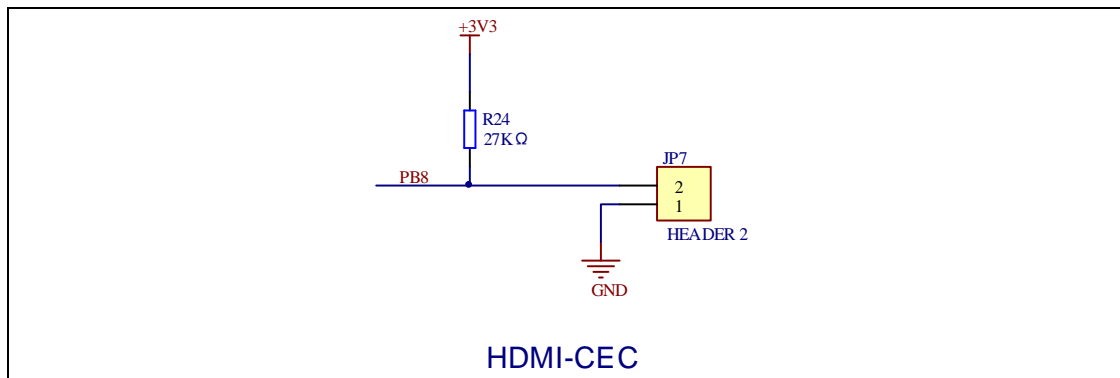 +3V3
R24
27KΩ
JP7
PB8
2
1
HEADER 2
GND
HDMI-CEC